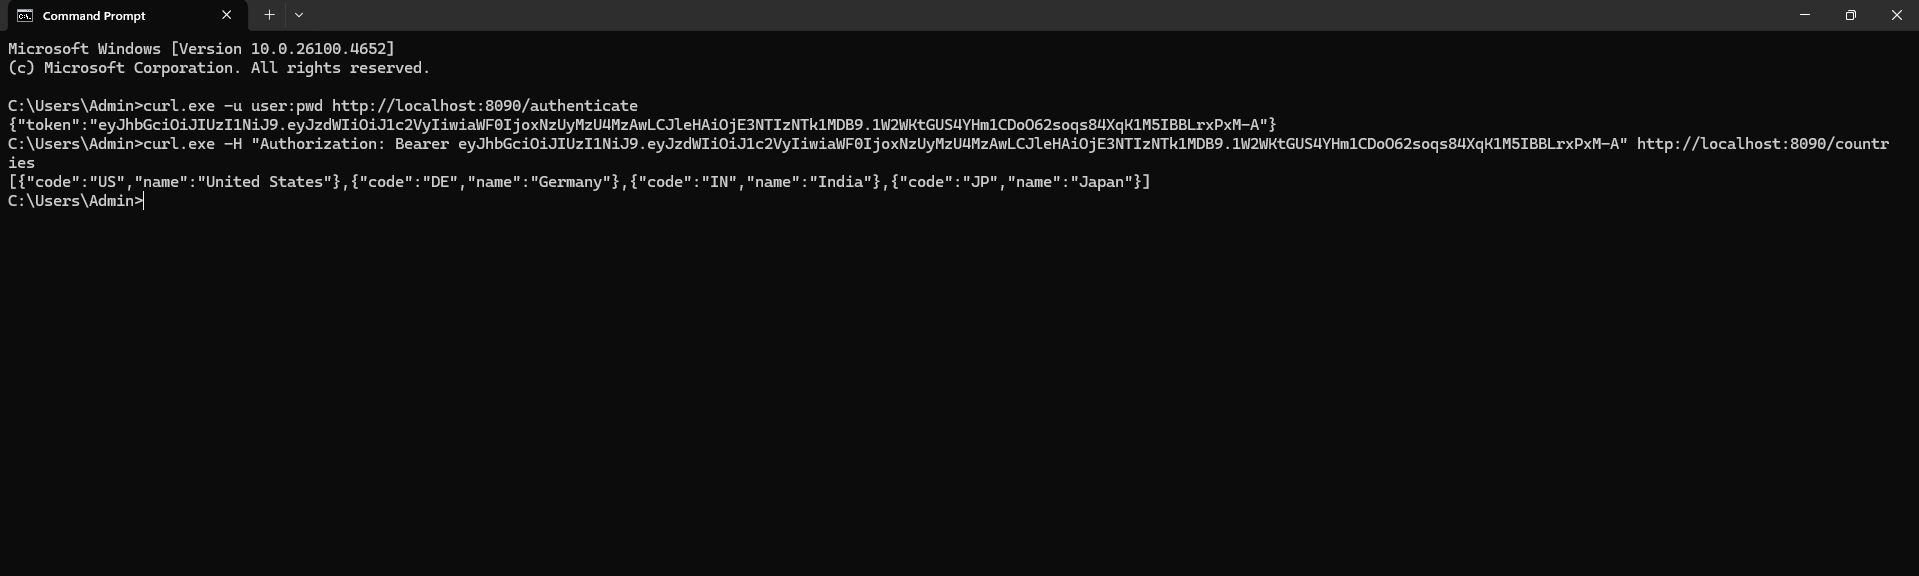 Command Prompt
Microsoft Windows [Version 10.0.26100.4652]
(c) Microsoft Corporation. All rights reserved.
C:\Users\Admin>curl.exe -u user:pwd http://localhost:8090/authenticate
{"token":"eyJhbGciOiJIUzI1NiJ9.eyJzdWIiOiJ1c2VyIiwiaWF0IjoxNzUyMzU4MzAwLCJleHAiOjE3NTIzNTk1MDB9.1W2WKtGUS4YHm1CDoO62soqs84XqK1M5IBBLrxPxM-A"}
C:\Users\Admin>curl.exe -H "Authorization: Bearer eyJhbGciOiJIUzI1NiJ9.eyJzdWIiOiJ1c2VyIiwiaWF0IjoxNzUyMzU4MzAwLCJleHAiOjE3NTIzNTk1MDB9.1W2WKtGUS4YHm1CDoO62soqs84XqK1M5IBBLrxPxM-A" http://localhost:8090/countr
ies
[{"code":"US","name":"United States"},{"code":"DE","name":"Germany"},{"code":"IN","name":"India"},{"code":"JP","name":"Japan"}]
C:\Users\Admin>